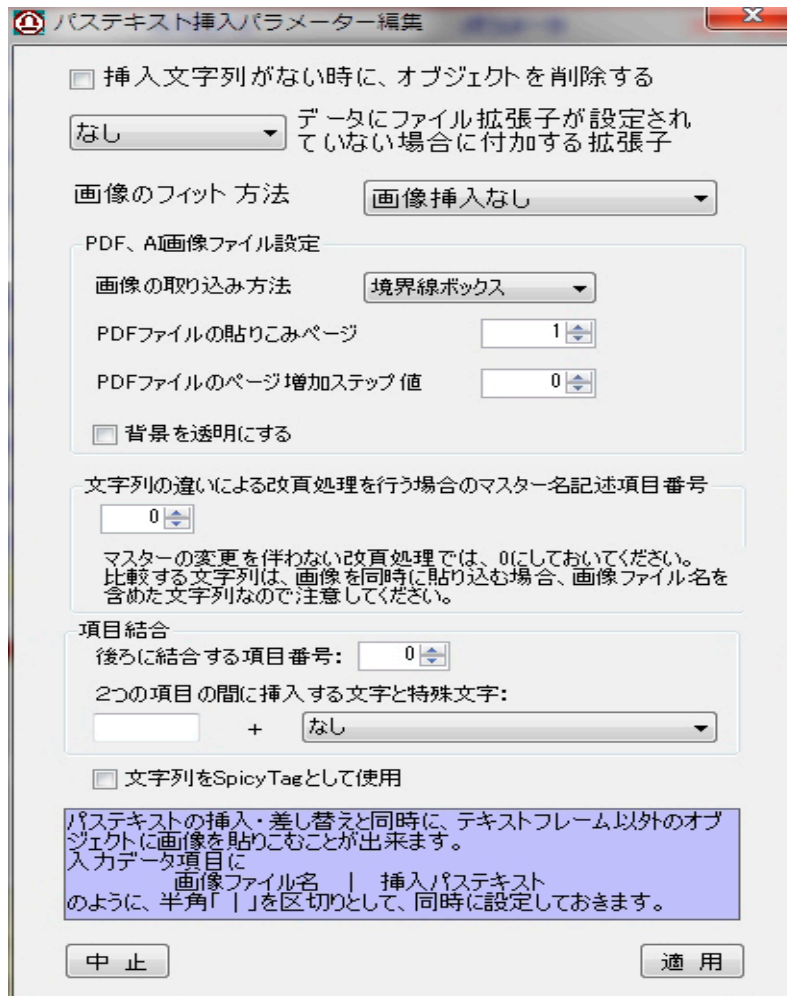 パステキスト挿入パラメーター編集
挿入文字列がない時に、オブジェクトを削除する
なし
データにファイル拡張子が設定され
ていない場合に付加する拡張子
画像のフィット方法
画像挿入なし
PDF、AI画像ファイル設定
画像の取り込み方法
境界線ボックス
PDFファイルの貼りこみページ
1
PDFファイルのページ増加ステップ値
0
背景を透明にする
文字列の違いによる改頁処理を行う場合のマスター名記述項目番号
0
マスターの変更を伴わない改頁処理では、0にしておいてください。
比較する文字列は、画像を同時に貼り込む場合、画像ファイル名を
含めた文字列なので注意してください。
項目結合
後ろに結合する項目番号:
0
2つの項目の間に挿入する文字と特殊文字:
+
なし
文字列をSpicyTagとして使用
パステキストの挿入・差し替えと同時に、テキストフレーム以外のオブ
ジェクトに画像を貼りこむことが出来ます。
入力データ項目に
画像ファイル名 | 挿入パステキスト
のように、半角「|」を区切りとして、同時に設定しておきます。
中止
適用